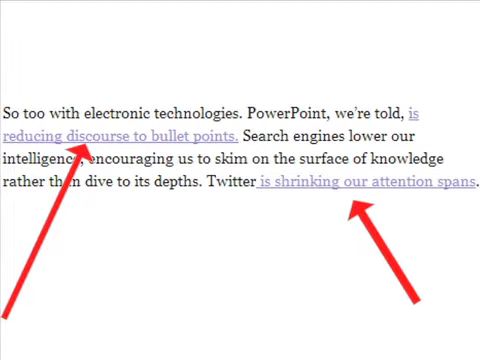 So too with electronic technologies. PowerPoint, we're told, is
reducing discourse to bullet points. Search engines lower our
intelligence, encouraging us to skim on the surface of knowledge
rather than dive to its depths. Twitter is shrinking our attention spans.